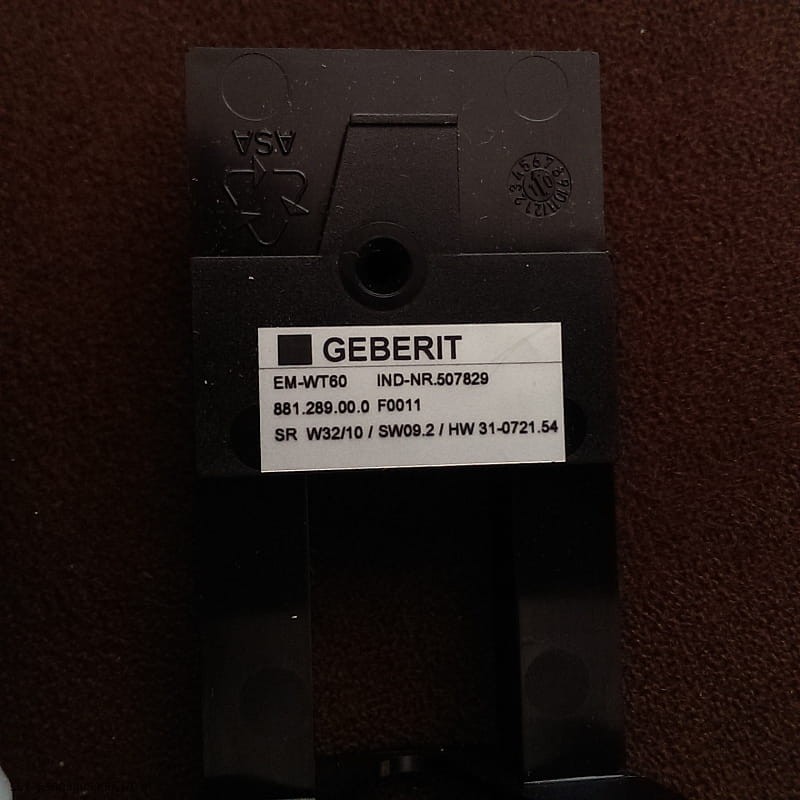 ASA
GEBERIT
EM-WT60 IND-NR.507829
881.289.00.0 F0011
SR W32/10 / SW09.2 / HW 31-0721.54